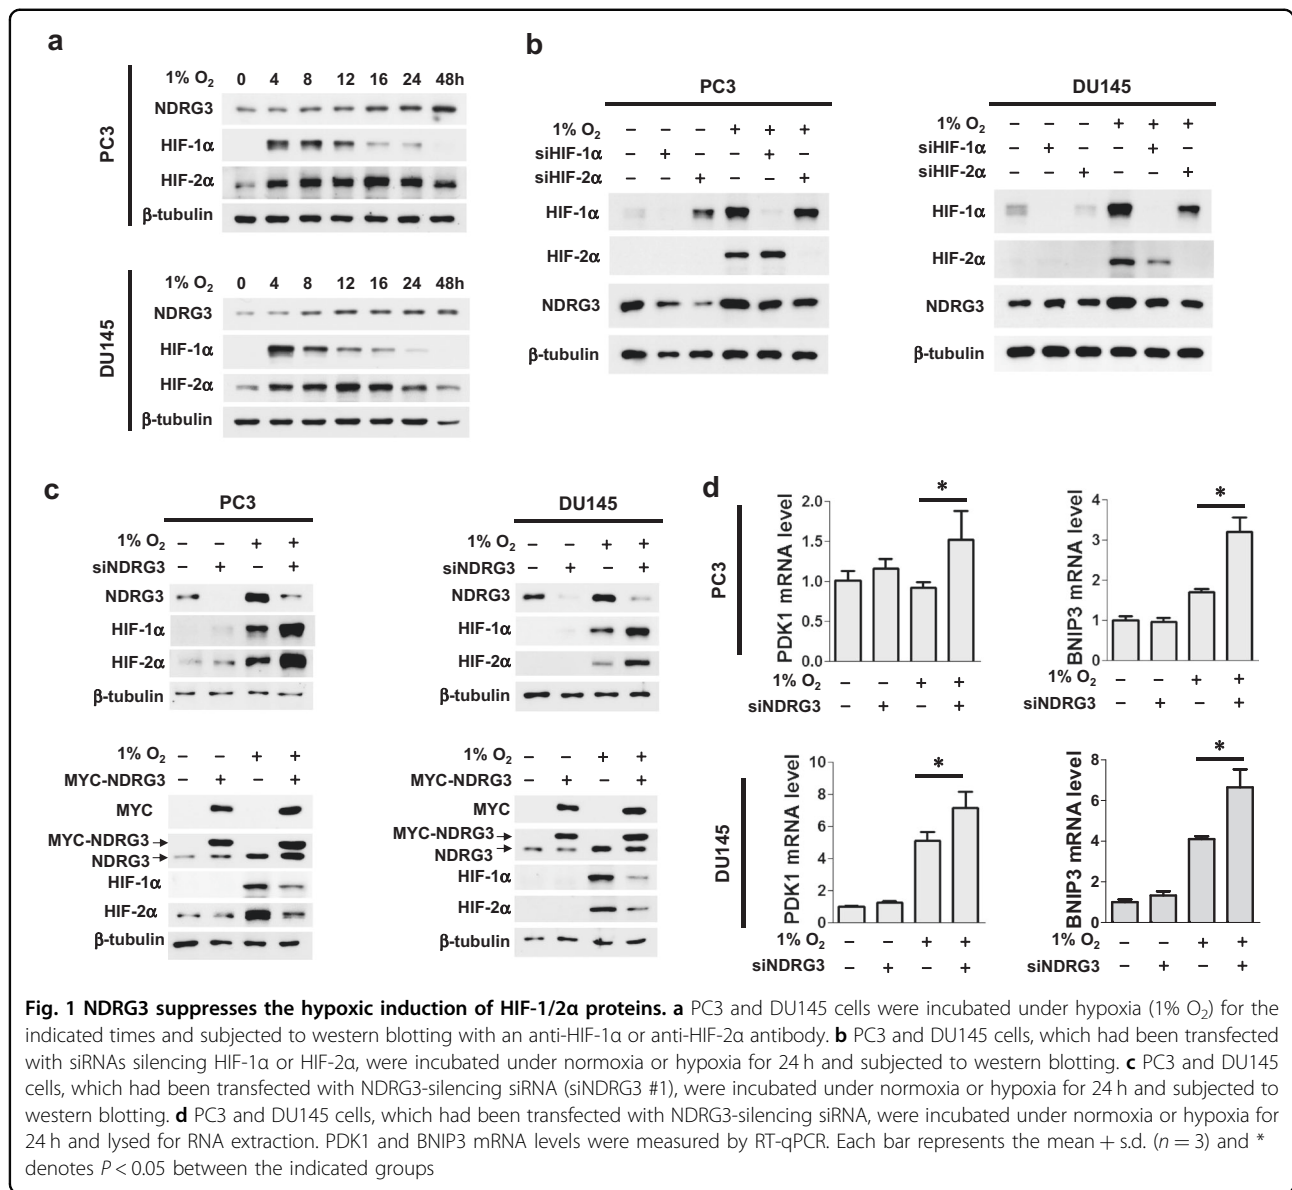 a
PC3
1% O₂ 0 4 8 12 16 24 48h
NDRG3
HIF-1α
HIF-2α
β-tubulin
DU145
1% O₂ 0 4 8 12 16 24 48h
NDRG3
HIF-1α
HIF-2α
β-tubulin
b
PC3
1% O₂ – – – + + +
siHIF-1α – + – – + –
siHIF-2α – – + – – +
HIF-1α
HIF-2α
NDRG3
β-tubulin
DU145
1% O₂ – – – + + +
siHIF-1α – + – – + –
siHIF-2α – – + – – +
HIF-1α
HIF-2α
NDRG3
β-tubulin
c
PC3
1% O₂ – – + +
siNDRG3 – + – +
NDRG3
HIF-1α
HIF-2α
β-tubulin
DU145
1% O₂ – – + +
siNDRG3 – + – +
NDRG3
HIF-1α
HIF-2α
β-tubulin
1% O₂ – – + +
MYC-NDRG3 – + – +
MYC
MYC-NDRG3
NDRG3
HIF-1α
HIF-2α
β-tubulin
1% O₂ – – + +
MYC-NDRG3 – + – +
MYC
MYC-NDRG3
NDRG3
HIF-1α
HIF-2α
β-tubulin
d
PC3
PDK1 mRNA level
2.0
1.5
1.0
0.5
0.0
*
1% O₂ – – + +
siNDRG3 – + – +
BNIP3 mRNA level
4
3
2
1
0
*
1% O₂ – – + +
siNDRG3 – + – +
DU145
PDK1 mRNA level
10
8
6
4
2
0
*
1% O₂ – – + +
siNDRG3 – + – +
BNIP3 mRNA level
8
6
4
2
0
*
1% O₂ – – + +
siNDRG3 – + – +
Fig. 1 NDRG3 suppresses the hypoxic induction of HIF-1/2α proteins. a PC3 and DU145 cells were incubated under hypoxia (1% O₂) for the
indicated times and subjected to western blotting with an anti-HIF-1α or anti-HIF-2α antibody. b PC3 and DU145 cells, which had been transfected
with siRNAs silencing HIF-1α or HIF-2α, were incubated under normoxia or hypoxia for 24 h and subjected to western blotting. c PC3 and DU145
cells, which had been transfected with NDRG3-silencing siRNA (siNDRG3 #1), were incubated under normoxia or hypoxia for 24 h and subjected to
western blotting. d PC3 and DU145 cells, which had been transfected with NDRG3-silencing siRNA, were incubated under normoxia or hypoxia for
24 h and lysed for RNA extraction. PDK1 and BNIP3 mRNA levels were measured by RT-qPCR. Each bar represents the mean + s.d. (n = 3) and *
denotes P < 0.05 between the indicated groups